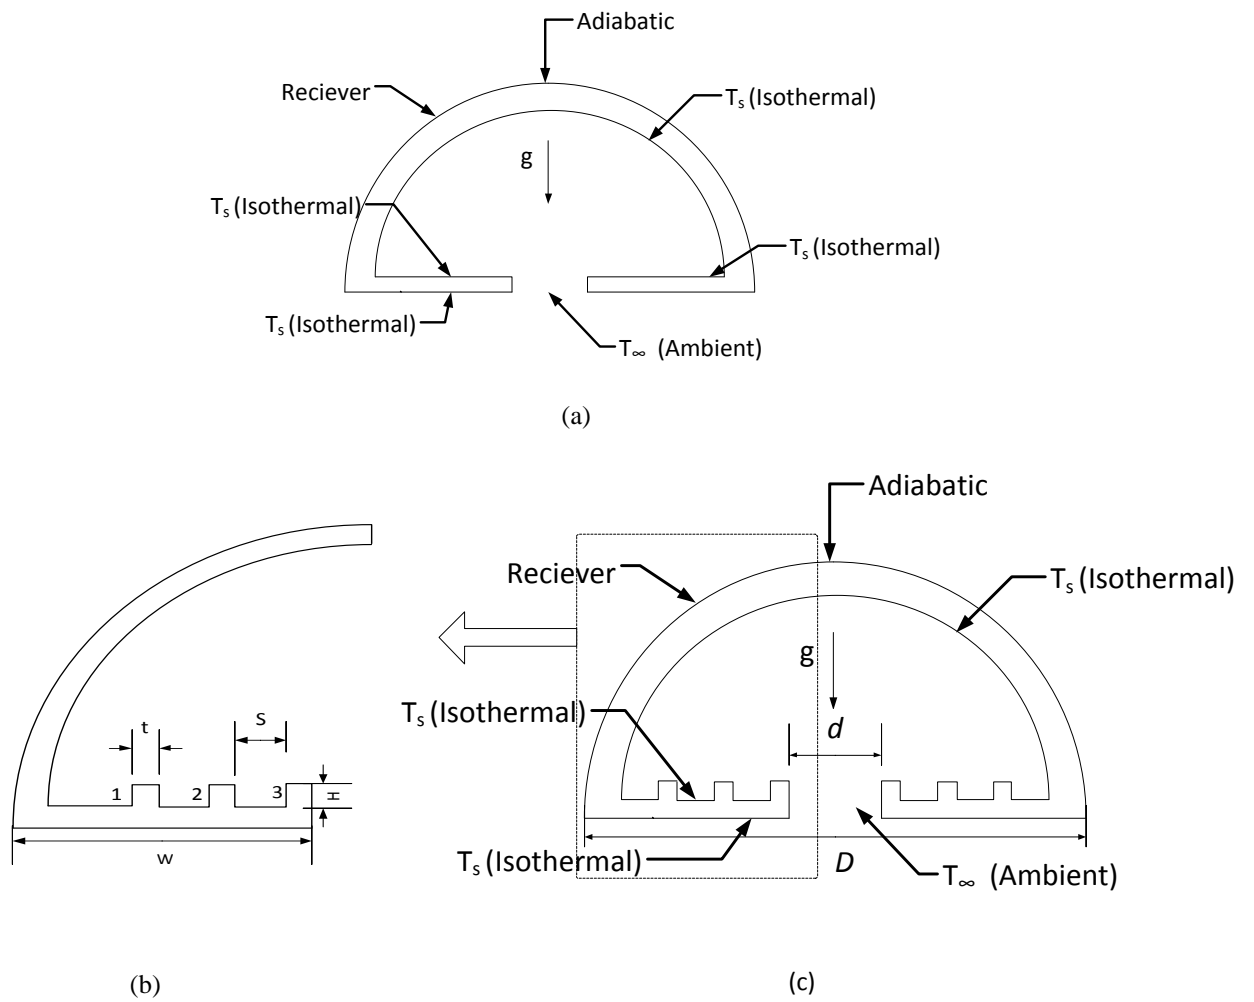 Adiabatic
Reciever
Tₛ (Isothermal)
g
Tₛ (Isothermal)
Tₛ (Isothermal)
Tₛ (Isothermal)
T∞ (Ambient)
(a)
Adiabatic
Reciever
Tₛ (Isothermal)
g
Tₛ (Isothermal)
d
t
S
1
2
3
H
w
Tₛ (Isothermal)
D
T∞ (Ambient)
(b)
(c)